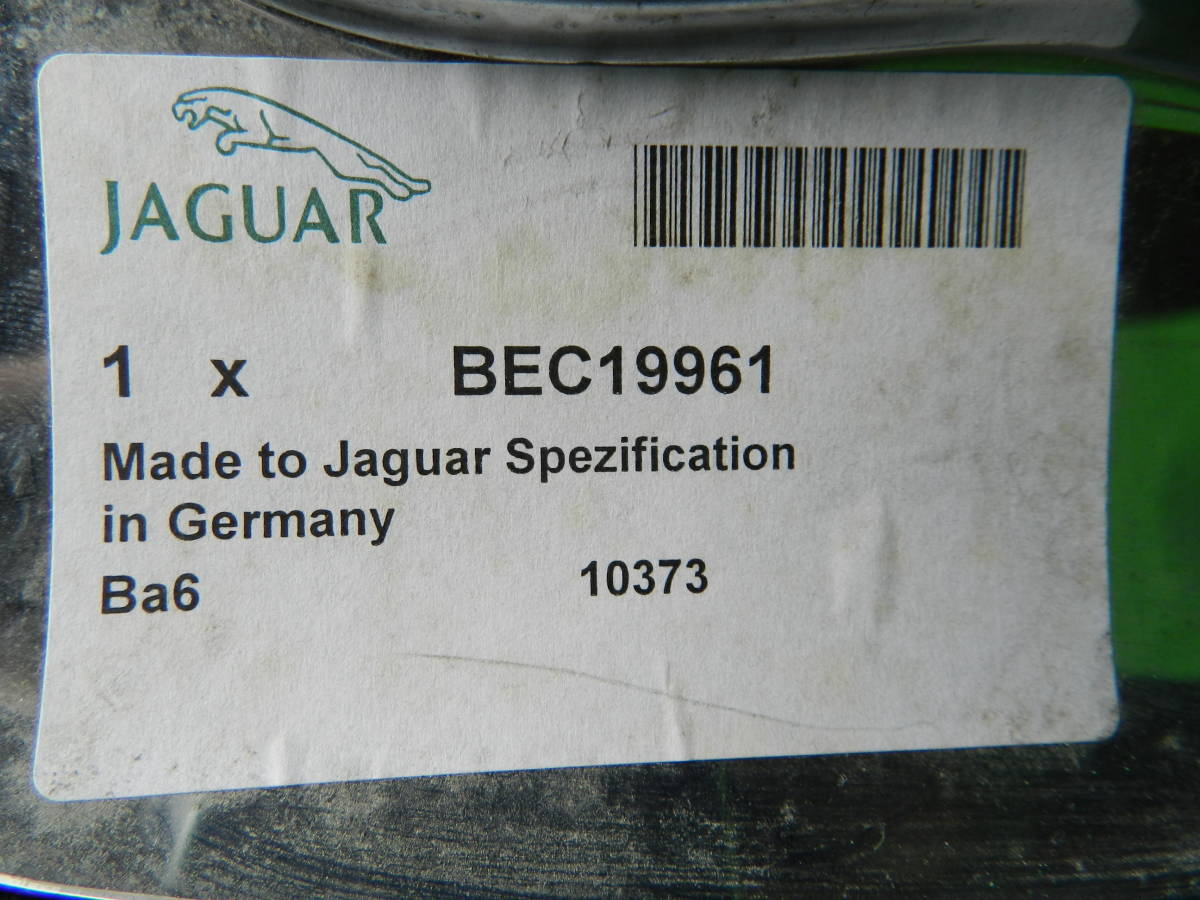 JAGUAR
1 x BEC19961
Made to Jaguar Spezification
in Germany
Ba6 10373